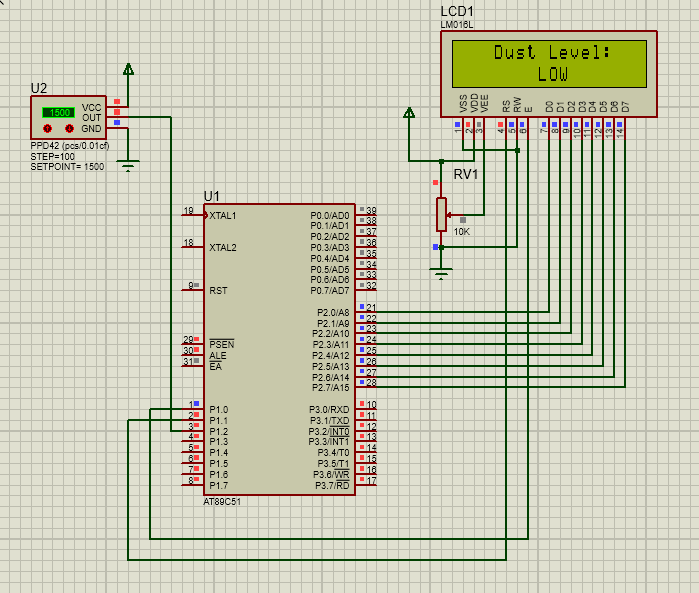 LCD1
LM016L
Dust Level:
LOW
VSS
VDD
VEE
RS
RW
E
D0
D1
D2
D3
D4
D5
D6
D7
1
2
3
4
5
6
7
8
9
10
11
12
13
14
U2
1500
VCC
OUT
GND
PPD42 (pcs/0.01cf)
STEP=100
SETPOINT= 1500
RV1
10K
U1
19 XTAL1
18 XTAL2
9 RST
29 PSEN
30 ALE
31 EA
1 P1.0
2 P1.1
3 P1.2
4 P1.3
5 P1.4
6 P1.5
7 P1.6
8 P1.7
P0.0/AD0 39
P0.1/AD1 38
P0.2/AD2 37
P0.3/AD3 36
P0.4/AD4 35
P0.5/AD5 34
P0.6/AD6 33
P0.7/AD7 32
P2.0/A8 21
P2.1/A9 22
P2.2/A10 23
P2.3/A11 24
P2.4/A12 25
P2.5/A13 26
P2.6/A14 27
P2.7/A15 28
P3.0/RXD 10
P3.1/TXD 11
P3.2/INT0 12
P3.3/INT1 13
P3.4/T0 14
P3.5/T1 15
P3.6/WR 16
P3.7/RD 17
AT89C51